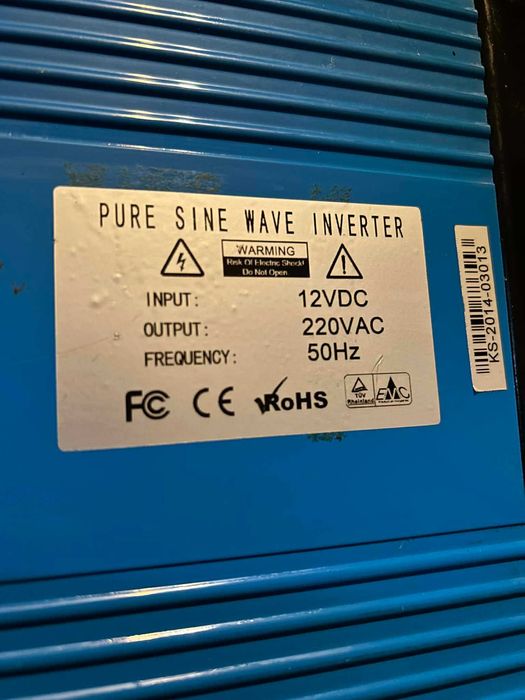 PURE SINE WAVE INVERTER
WARMING
Risk Of Electric Shock!
Do Not Open.
INPUT: 12VDC
OUTPUT: 220VAC
FREQUENCY: 50Hz
FC CE RoHS TÜV Rheinland EMC
KS-2014-03013